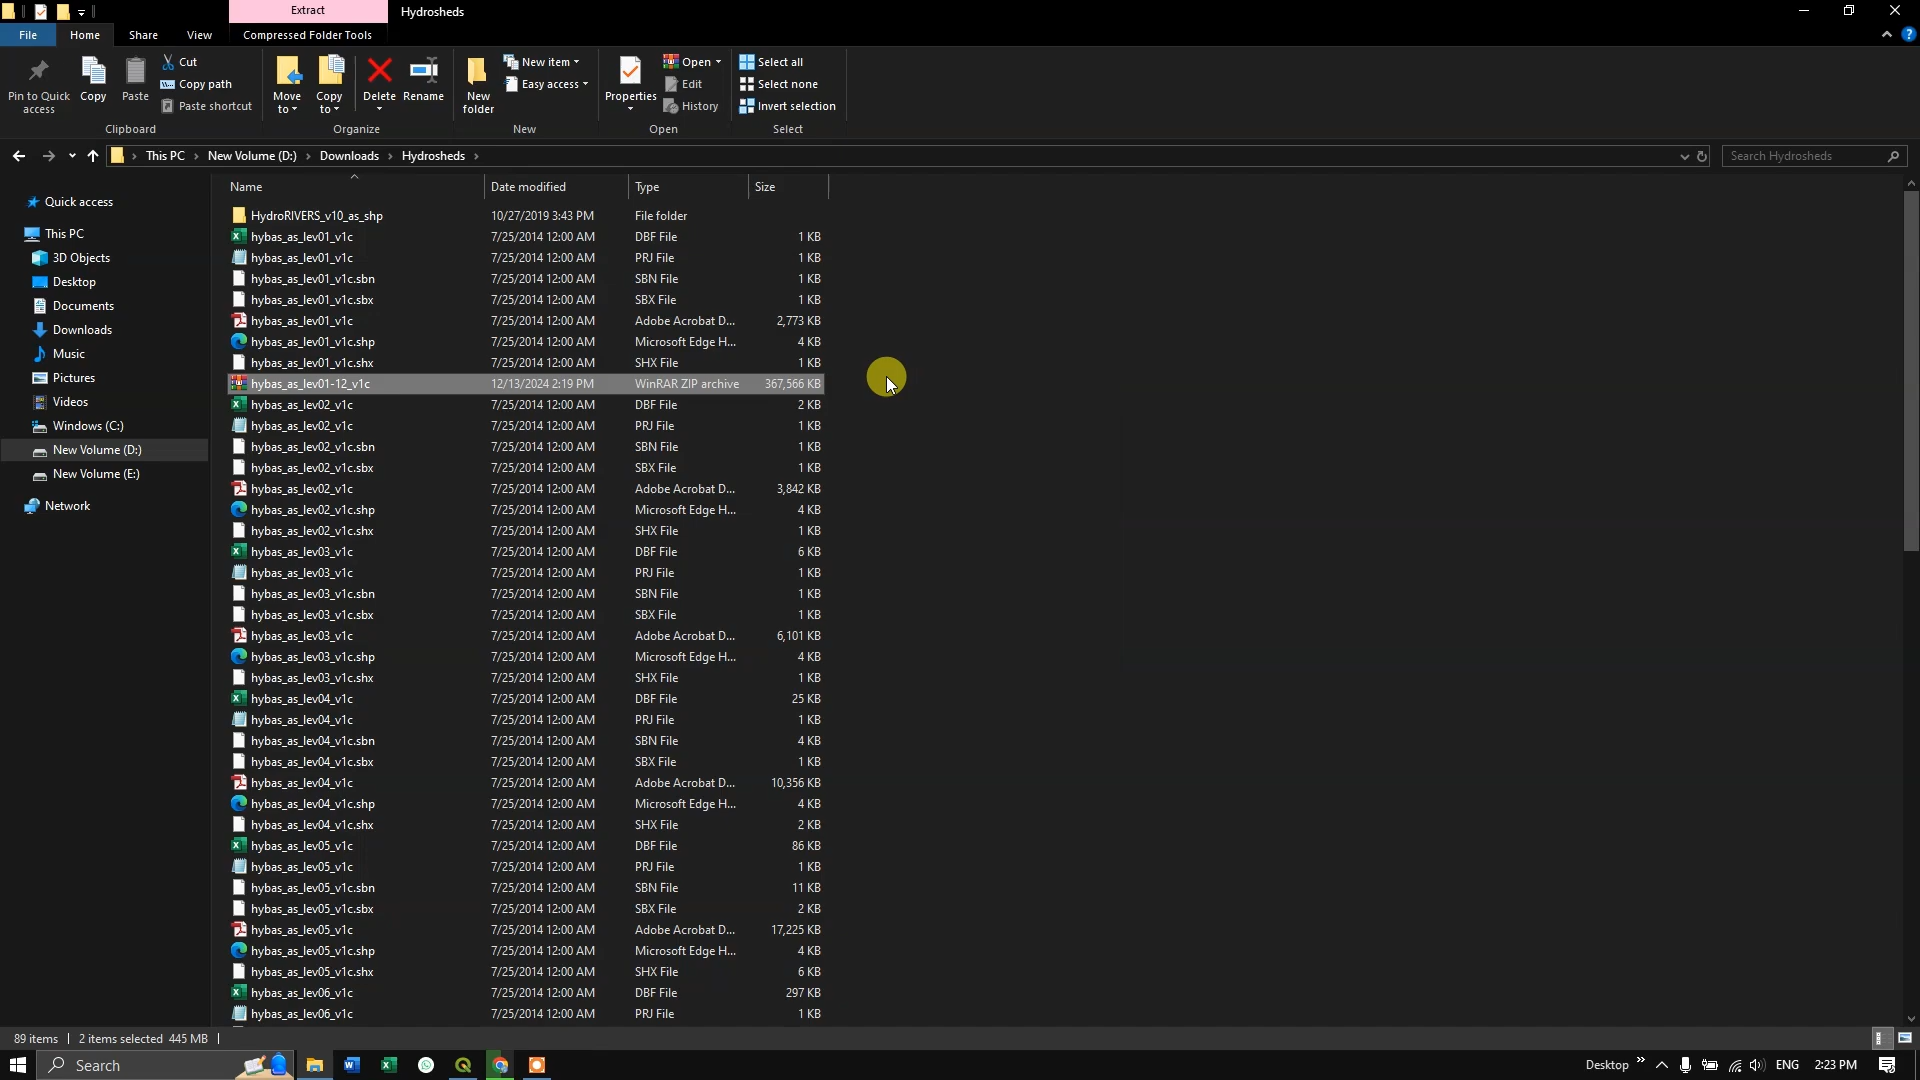 Extract Hydrosheds
File Home Share View Compressed Folder Tools
Pin to Quick access Copy Paste Cut Copy path Paste shortcut Clipboard
Move to Copy to Delete Rename Organize
New folder New item Easy access New
Properties Open Edit History Open
Select all Select none Invert selection Select
This PC New Volume (D:) Downloads Hydrosheds Search Hydrosheds
Quick access
This PC
3D Objects
Desktop
Documents
Downloads
Music
Pictures
Videos
Windows (C:)
New Volume (D:)
New Volume (E:)
Network
Name Date modified Type Size
HydroRIVERS_v10_as_shp 10/27/2019 3:43 PM File folder
hybas_as_lev01_v1c 7/25/2014 12:00 AM DBF File 1 KB
hybas_as_lev01_v1c 7/25/2014 12:00 AM PRJ File 1 KB
hybas_as_lev01_v1c.sbn 7/25/2014 12:00 AM SBN File 1 KB
hybas_as_lev01_v1c.sbx 7/25/2014 12:00 AM SBX File 1 KB
hybas_as_lev01_v1c 7/25/2014 12:00 AM Adobe Acrobat D... 2,773 KB
hybas_as_lev01_v1c.shp 7/25/2014 12:00 AM Microsoft Edge H... 4 KB
hybas_as_lev01_v1c.shx 7/25/2014 12:00 AM SHX File 1 KB
hybas_as_lev01-12_v1c 12/13/2024 2:19 PM WinRAR ZIP archive 367,566 KB
hybas_as_lev02_v1c 7/25/2014 12:00 AM DBF File 2 KB
hybas_as_lev02_v1c 7/25/2014 12:00 AM PRJ File 1 KB
hybas_as_lev02_v1c.sbn 7/25/2014 12:00 AM SBN File 1 KB
hybas_as_lev02_v1c.sbx 7/25/2014 12:00 AM SBX File 1 KB
hybas_as_lev02_v1c 7/25/2014 12:00 AM Adobe Acrobat D... 3,842 KB
hybas_as_lev02_v1c.shp 7/25/2014 12:00 AM Microsoft Edge H... 4 KB
hybas_as_lev02_v1c.shx 7/25/2014 12:00 AM SHX File 1 KB
hybas_as_lev03_v1c 7/25/2014 12:00 AM DBF File 6 KB
hybas_as_lev03_v1c 7/25/2014 12:00 AM PRJ File 1 KB
hybas_as_lev03_v1c.sbn 7/25/2014 12:00 AM SBN File 1 KB
hybas_as_lev03_v1c.sbx 7/25/2014 12:00 AM SBX File 1 KB
hybas_as_lev03_v1c 7/25/2014 12:00 AM Adobe Acrobat D... 6,101 KB
hybas_as_lev03_v1c.shp 7/25/2014 12:00 AM Microsoft Edge H... 4 KB
hybas_as_lev03_v1c.shx 7/25/2014 12:00 AM SHX File 1 KB
hybas_as_lev04_v1c 7/25/2014 12:00 AM DBF File 25 KB
hybas_as_lev04_v1c 7/25/2014 12:00 AM PRJ File 1 KB
hybas_as_lev04_v1c.sbn 7/25/2014 12:00 AM SBN File 4 KB
hybas_as_lev04_v1c.sbx 7/25/2014 12:00 AM SBX File 1 KB
hybas_as_lev04_v1c 7/25/2014 12:00 AM Adobe Acrobat D... 10,356 KB
hybas_as_lev04_v1c.shp 7/25/2014 12:00 AM Microsoft Edge H... 4 KB
hybas_as_lev04_v1c.shx 7/25/2014 12:00 AM SHX File 2 KB
hybas_as_lev05_v1c 7/25/2014 12:00 AM DBF File 86 KB
hybas_as_lev05_v1c 7/25/2014 12:00 AM PRJ File 1 KB
hybas_as_lev05_v1c.sbn 7/25/2014 12:00 AM SBN File 11 KB
hybas_as_lev05_v1c.sbx 7/25/2014 12:00 AM SBX File 2 KB
hybas_as_lev05_v1c 7/25/2014 12:00 AM Adobe Acrobat D... 17,225 KB
hybas_as_lev05_v1c.shp 7/25/2014 12:00 AM Microsoft Edge H... 4 KB
hybas_as_lev05_v1c.shx 7/25/2014 12:00 AM SHX File 6 KB
hybas_as_lev06_v1c 7/25/2014 12:00 AM DBF File 297 KB
hybas_as_lev06_v1c 7/25/2014 12:00 AM PRJ File 1 KB
89 items 2 items selected 445 MB
Search Desktop ENG 2:23 PM